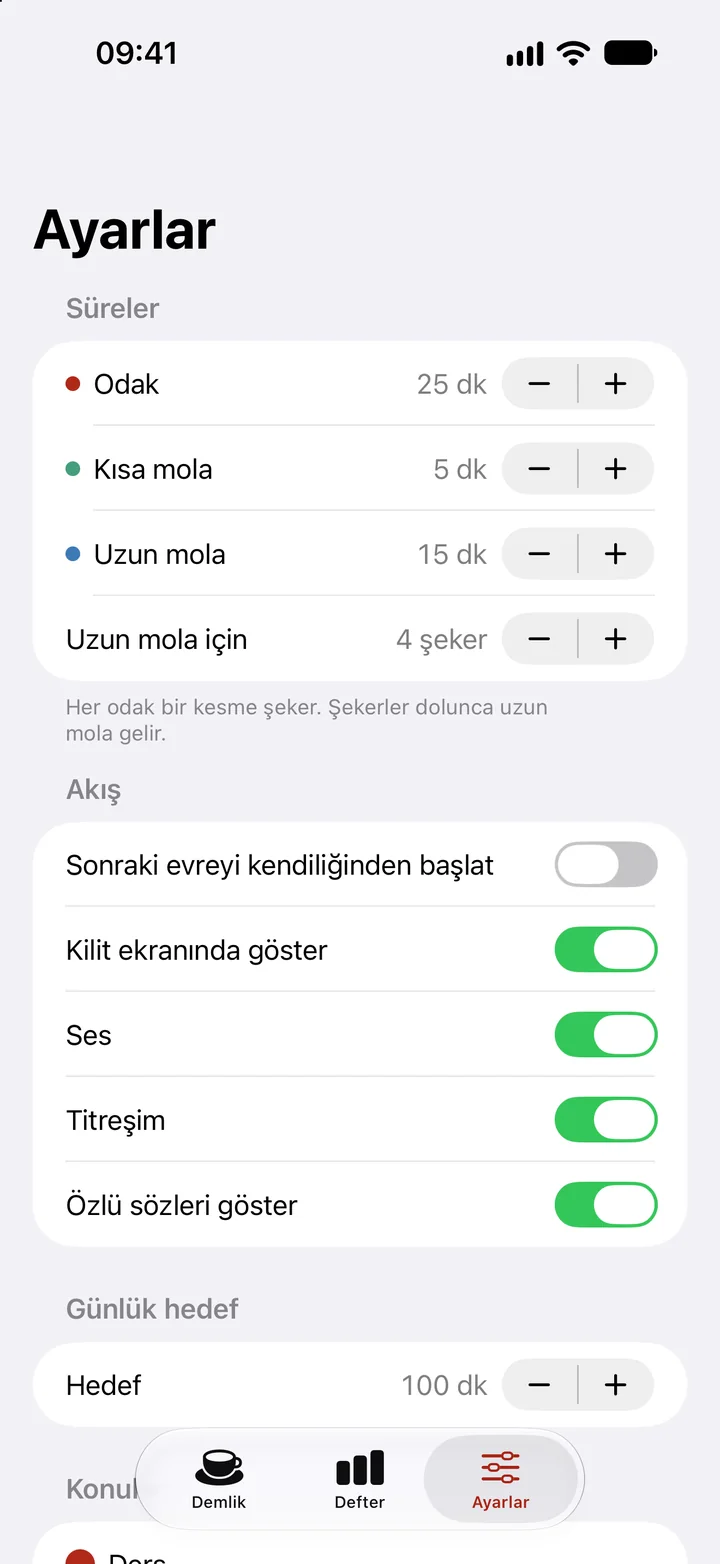 09:41
Ayarlar
Süreler
Odak 25 dk − +
Kısa mola 5 dk − +
Uzun mola 15 dk − +
Uzun mola için 4 şeker − +
Her odak bir kesme şeker. Şekerler dolunca uzun
mola gelir.
Akış
Sonraki evreyi kendiliğinden başlat
Kilit ekranında göster
Ses
Titreşim
Özlü sözleri göster
Günlük hedef
Hedef 100 dk − +
Demlik Defter Ayarlar